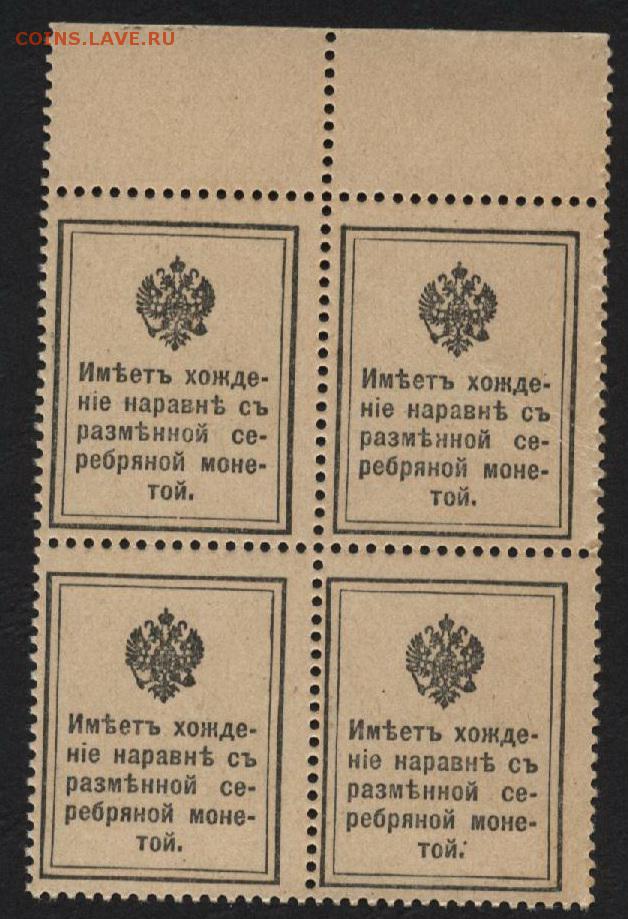 COINS.LAVE.RU
Имѣетъ хожде-
ніе наравнѣ съ
размѣнной се-
ребряной моне-
той.
Имѣетъ хожде-
ніе наравнѣ съ
размѣнной се-
ребряной моне-
той.
Имѣетъ хожде-
ніе наравнѣ съ
размѣнной се-
ребряной моне-
той.
Имѣетъ хожде-
ніе наравнѣ съ
размѣнной се-
ребряной моне-
той.